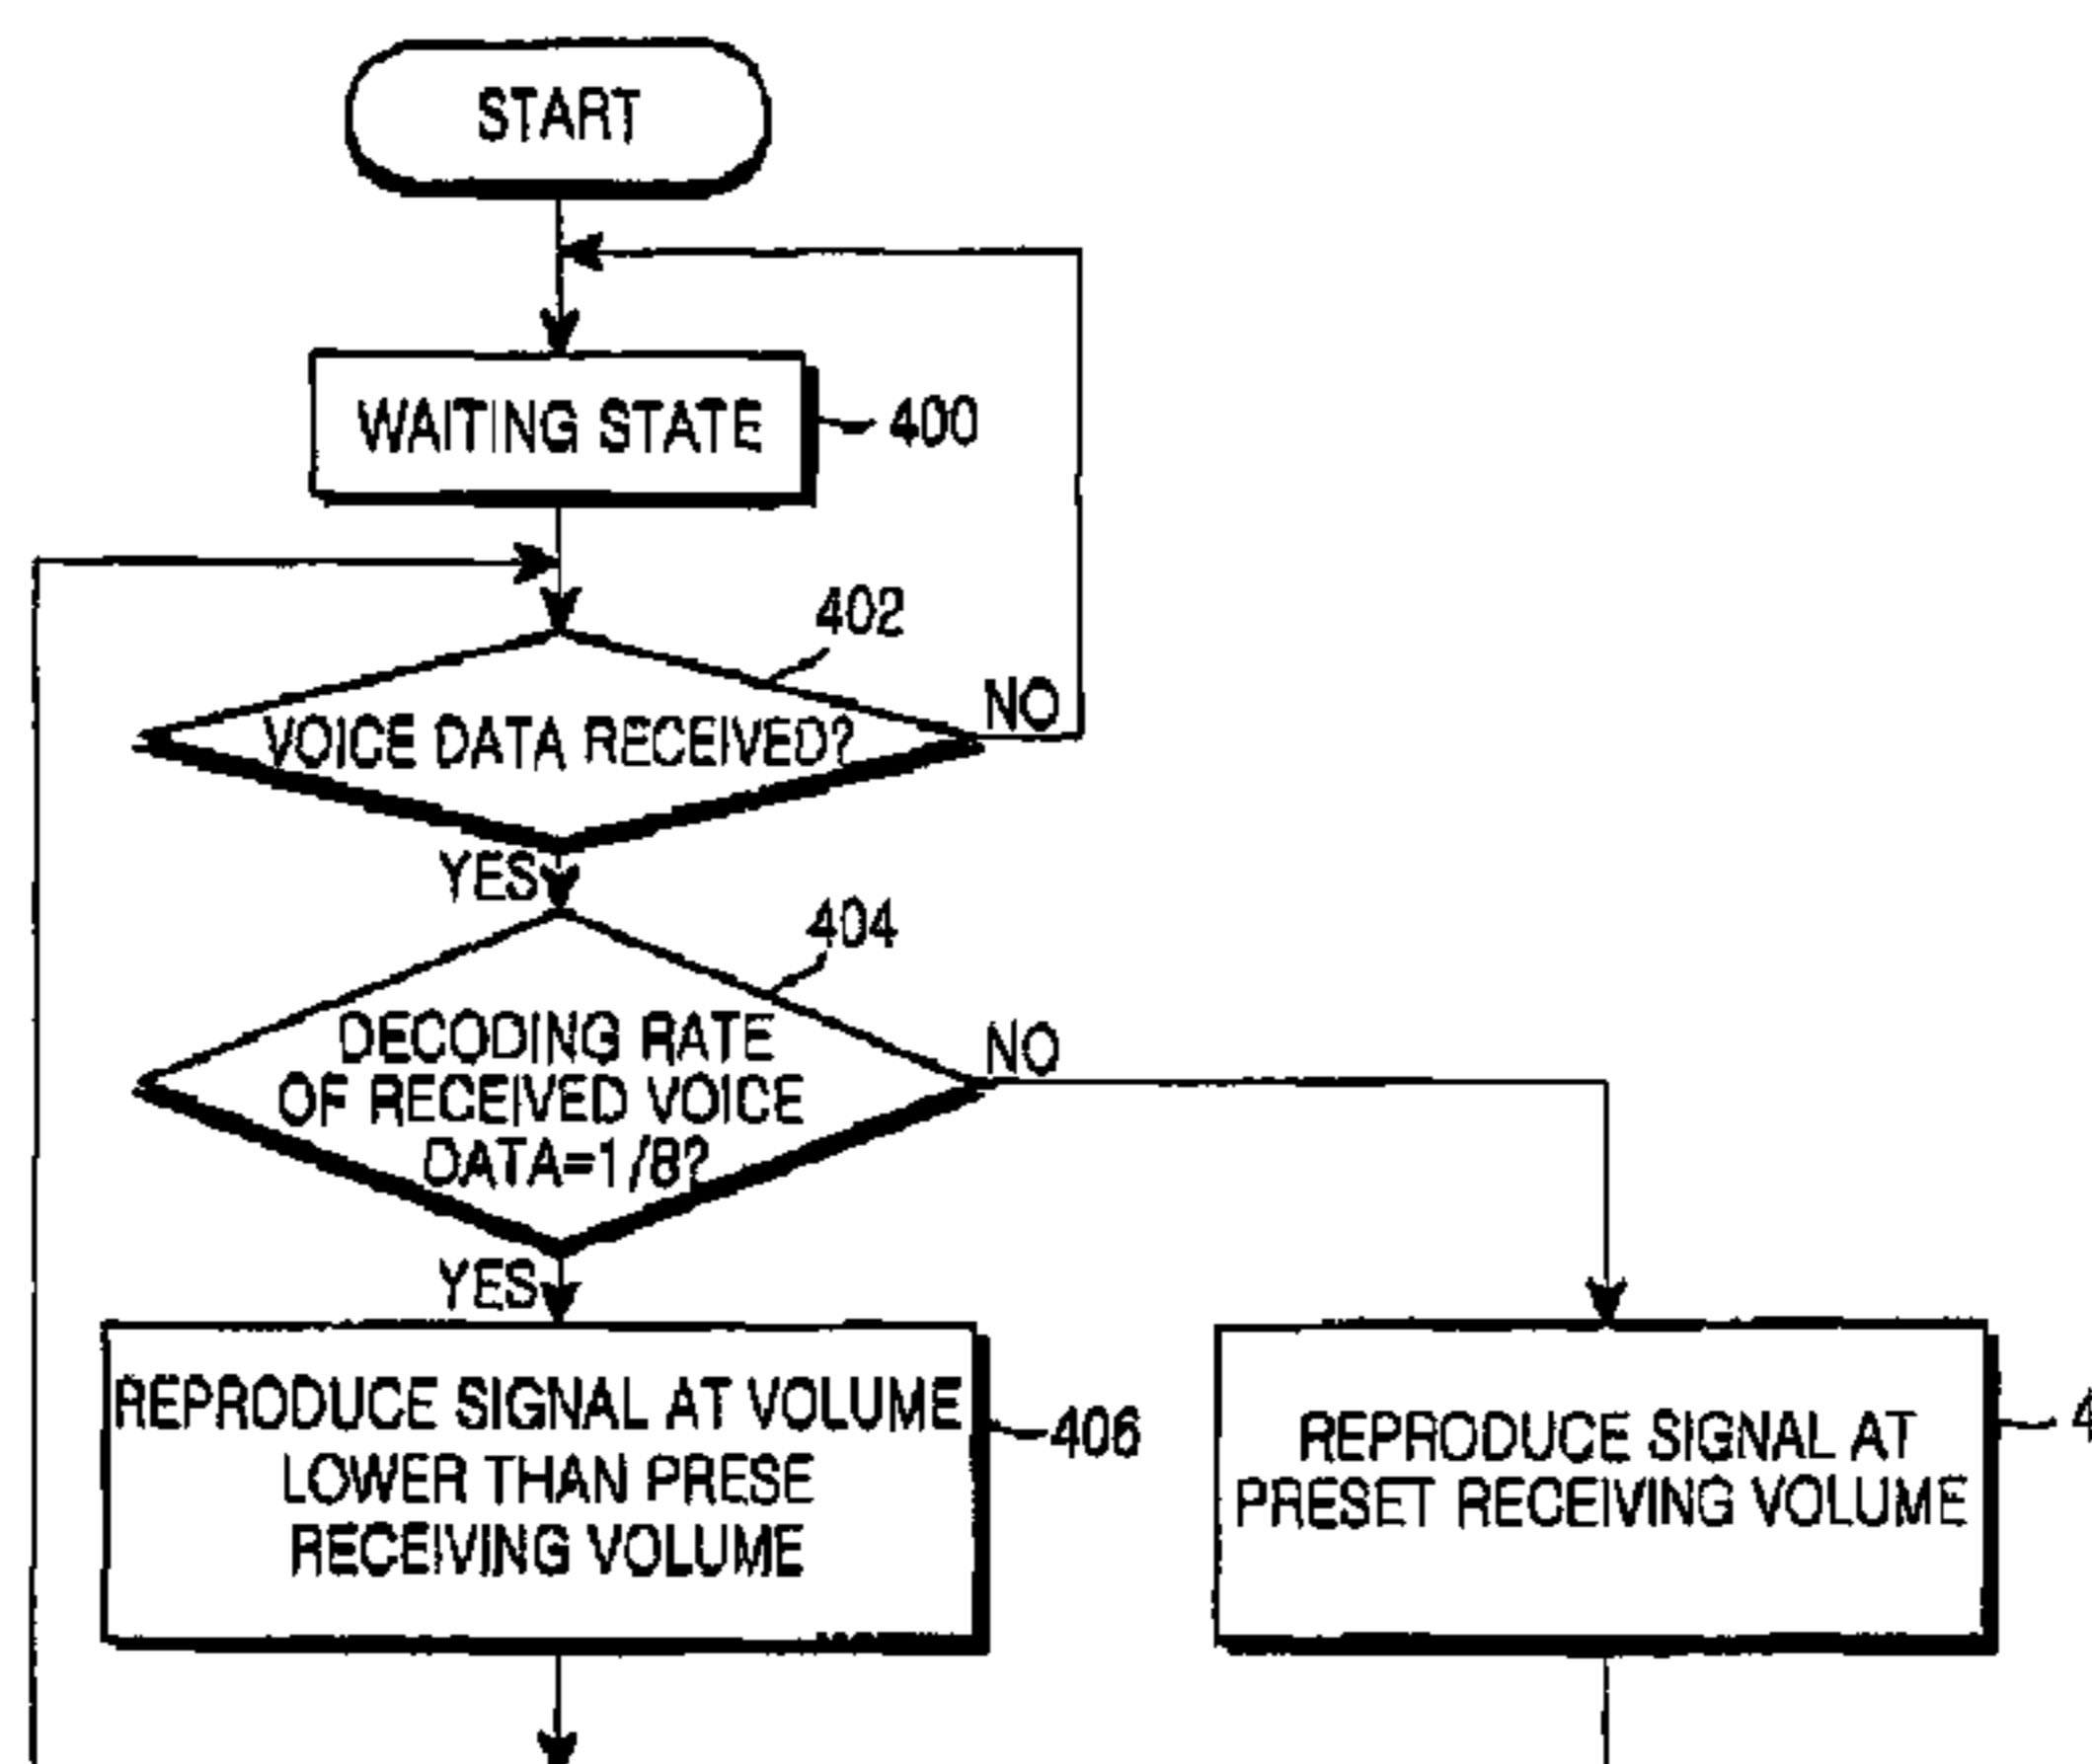 START
WAITING STATE
400
402
VOICE DATA RECEIVED?
NO
YES
404
DECODING RATE
OF RECEIVED VOICE
DATA=1/8?
NO
YES
REPRODUCE SIGNAL AT VOLUME
LOWER THAN PRESE
RECEIVING VOLUME
406
REPRODUCE SIGNAL AT
PRESET RECEIVING VOLUME